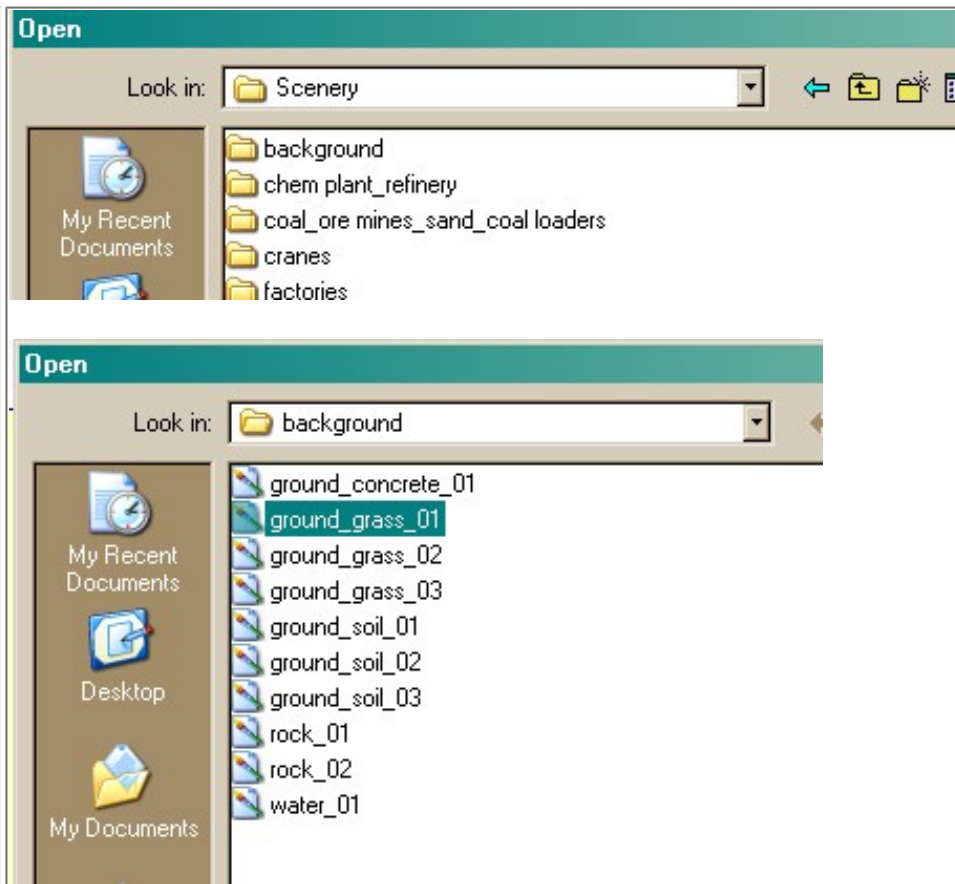 Open
Look in: Scenery
My Recent
Documents
background
chem plant_refinery
coal_ore mines_sand_coal loaders
cranes
factories
Open
Look in: background
My Recent
Documents
Desktop
My Documents
ground_concrete_01
ground_grass_01
ground_grass_02
ground_grass_03
ground_soil_01
ground_soil_02
ground_soil_03
rock_01
rock_02
water_01